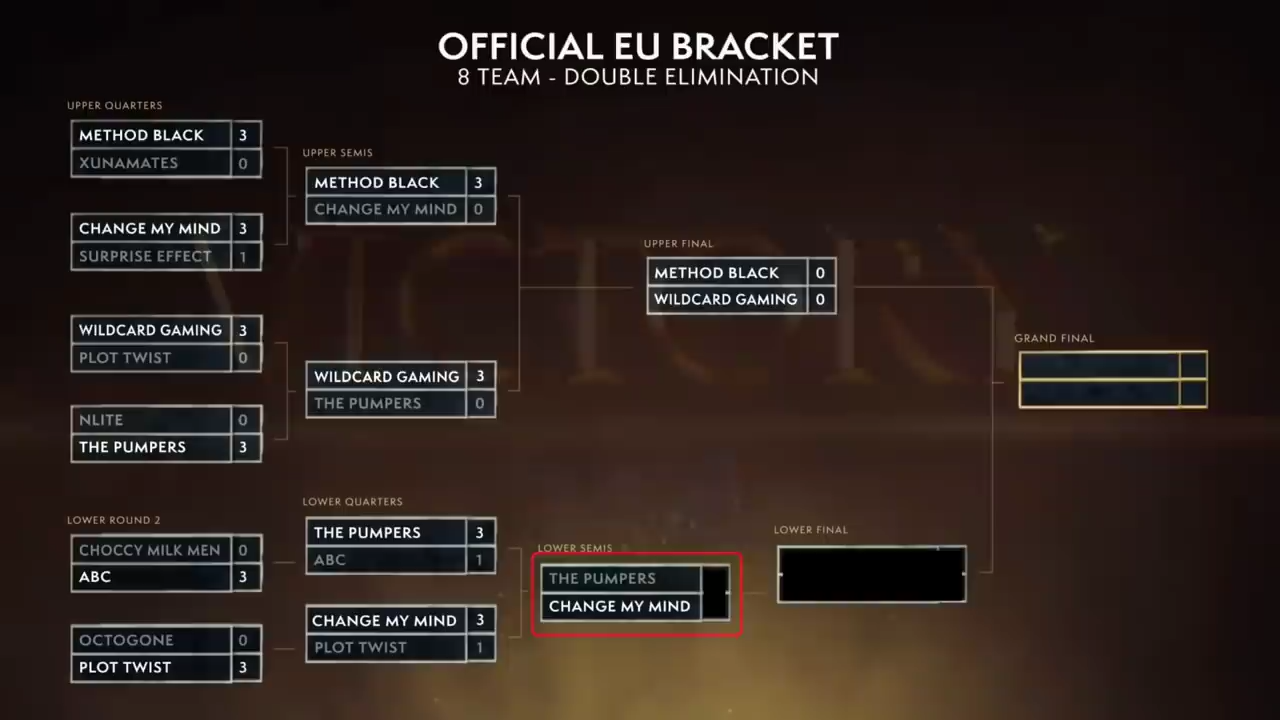 OFFICIAL EU BRACKET
8 TEAM - DOUBLE ELIMINATION
UPPER QUARTERS
METHOD BLACK 3
XUNAMATES 0
CHANGE MY MIND 3
SURPRISE EFFECT 1
WILDCARD GAMING 3
PLOT TWIST 0
NLITE 0
THE PUMPERS 3
UPPER SEMIS
METHOD BLACK 3
CHANGE MY MIND 0
WILDCARD GAMING 3
THE PUMPERS 0
UPPER FINAL
METHOD BLACK 0
WILDCARD GAMING 0
GRAND FINAL
LOWER ROUND 2
CHOCCY MILK MEN 0
ABC 3
OCTOGONE 0
PLOT TWIST 3
LOWER QUARTERS
THE PUMPERS 3
ABC 1
CHANGE MY MIND 3
PLOT TWIST 1
LOWER SEMIS
THE PUMPERS
CHANGE MY MIND
LOWER FINAL
VICTORY